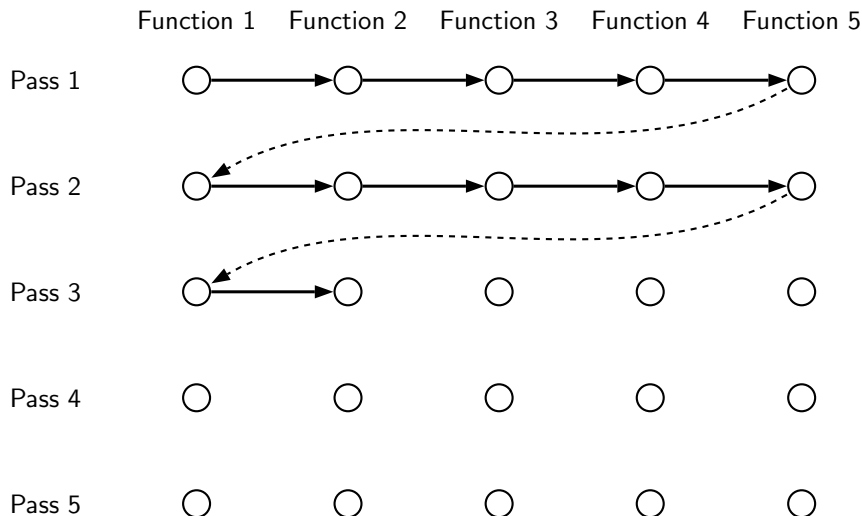 Function 1 Function 2 Function 3 Function 4 Function 5
Pass 1
Pass 2
Pass 3
Pass 4
Pass 5